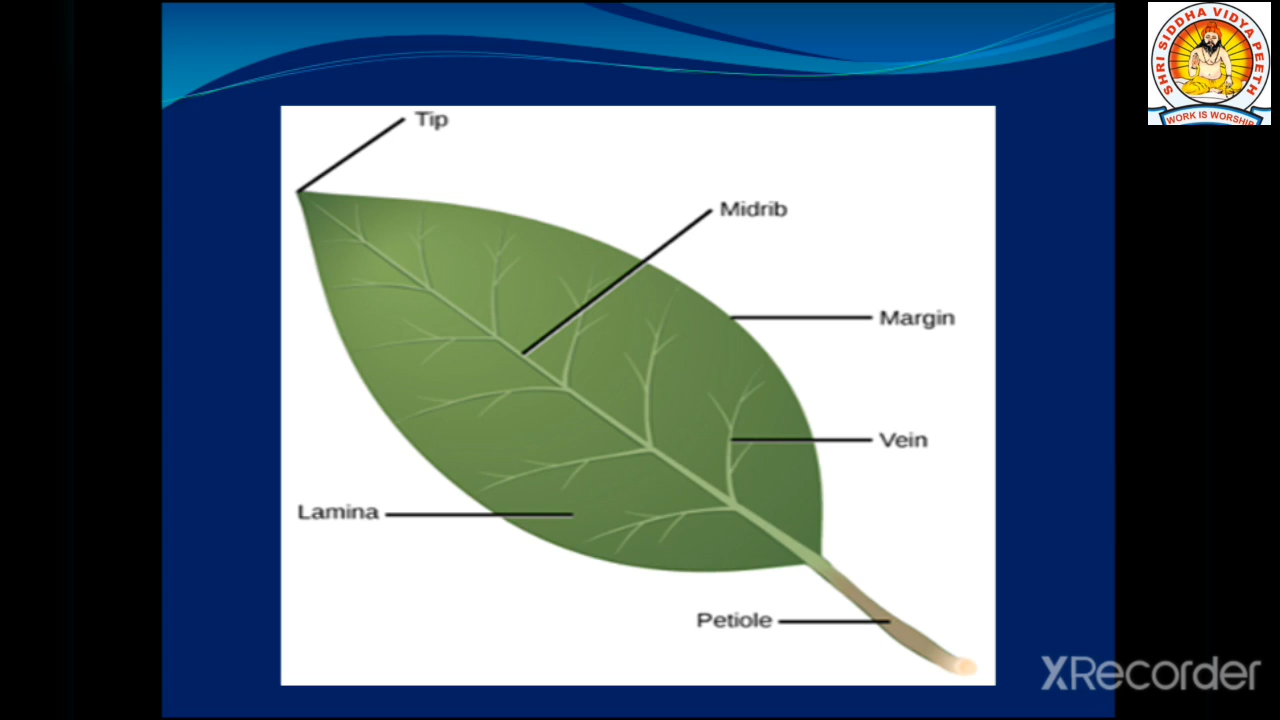 SHRI SIDDHA VIDYA PEETH
WORK IS WORSHIP
Tip
Midrib
Margin
Vein
Lamina
Petiole
XRecorder